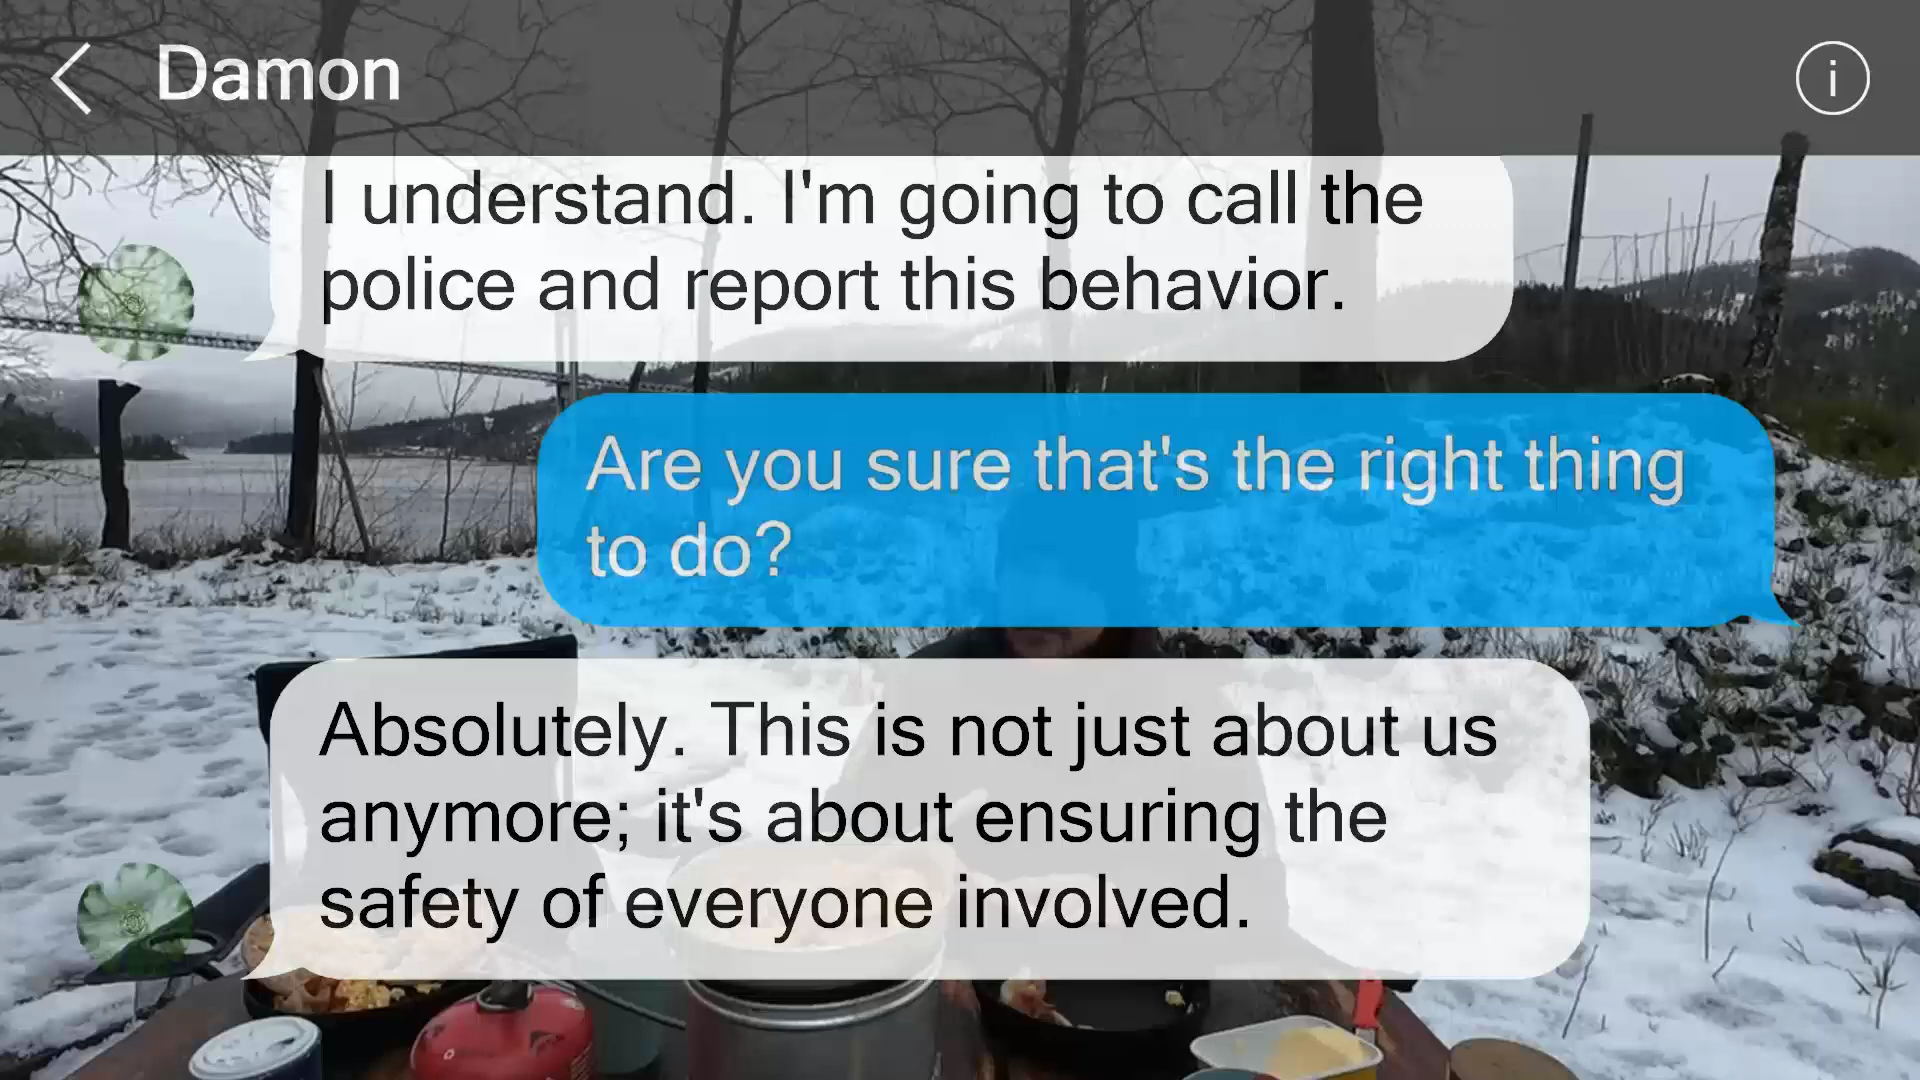 Damon
I understand. I'm going to call the
police and report this behavior.
Are you sure that's the right thing
to do?
Absolutely. This is not just about us
anymore; it's about ensuring the
safety of everyone involved.